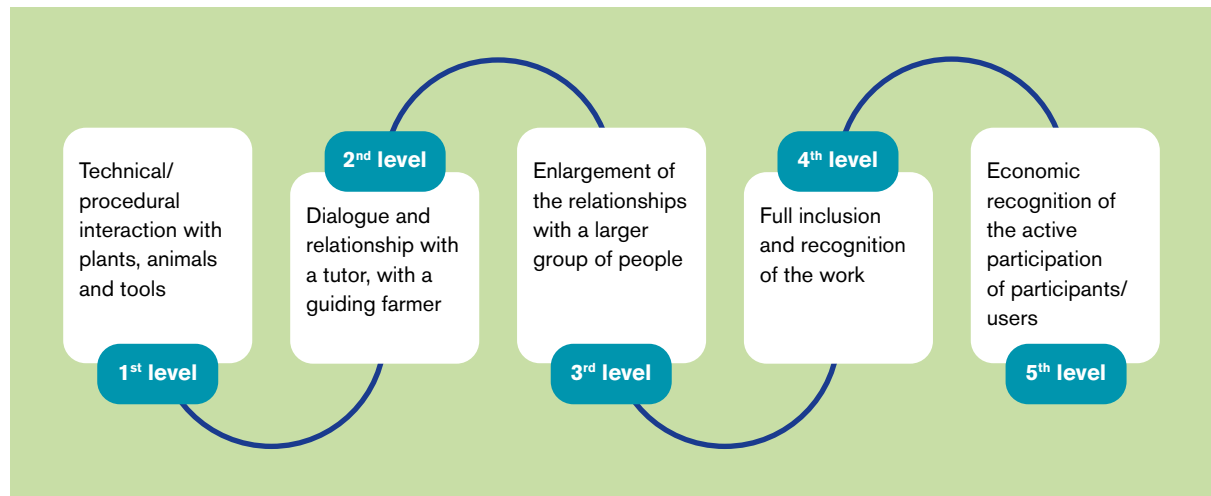 Technical/
procedural
interaction with
plants, animals
and tools
1st level
2nd level
Dialogue and
relationship with
a tutor, with a
guiding farmer
Enlargement of
the relationships
with a larger
group of people
3rd level
4th level
Full inclusion
and recognition
of the work
Economic
recognition of
the active
participation
of participants/
users
5th level